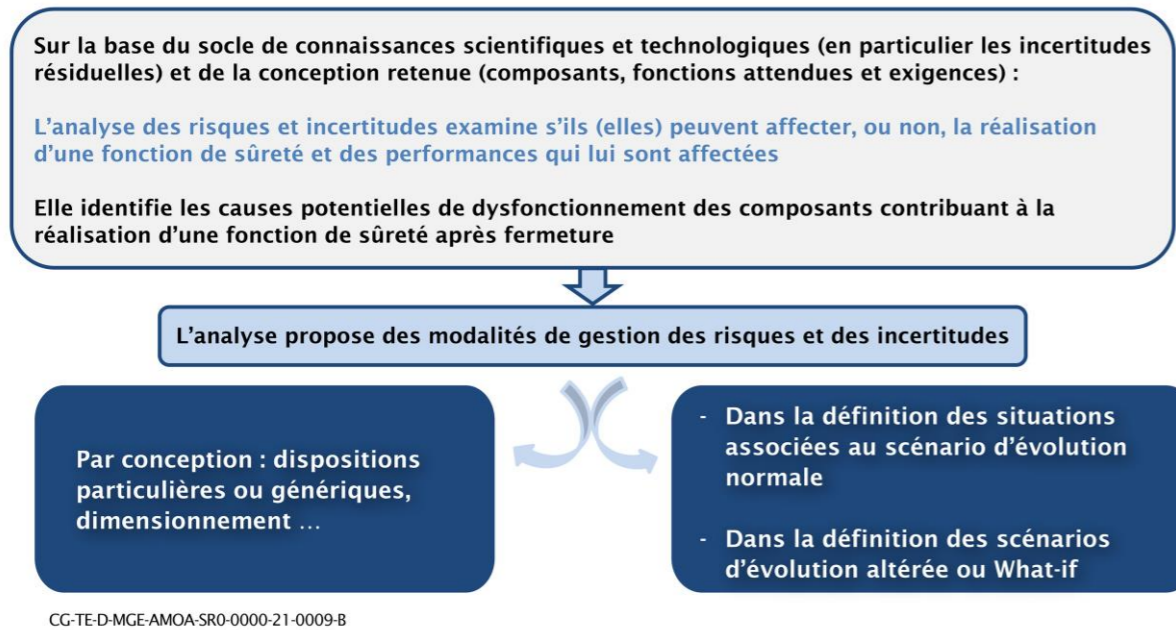 Sur la base du socle de connaissances scientifiques et technologiques (en particulier les incertitudes
résiduelles) et de la conception retenue (composants, fonctions attendues et exigences) :
L'analyse des risques et incertitudes examine s'ils (elles) peuvent affecter, ou non, la réalisation
d'une fonction de sûreté et des performances qui lui sont affectées
Elle identifie les causes potentielles de dysfonctionnement des composants contribuant à la
réalisation d'une fonction de sûreté après fermeture
L'analyse propose des modalités de gestion des risques et des incertitudes
Par conception : dispositions
particulières ou génériques,
dimensionnement ...
- Dans la définition des situations
associées au scénario d'évolution
normale
- Dans la définition des scénarios
d'évolution altérée ou What-if
CG-TE-D-MGE-AMOA-SR0-0000-21-0009-B